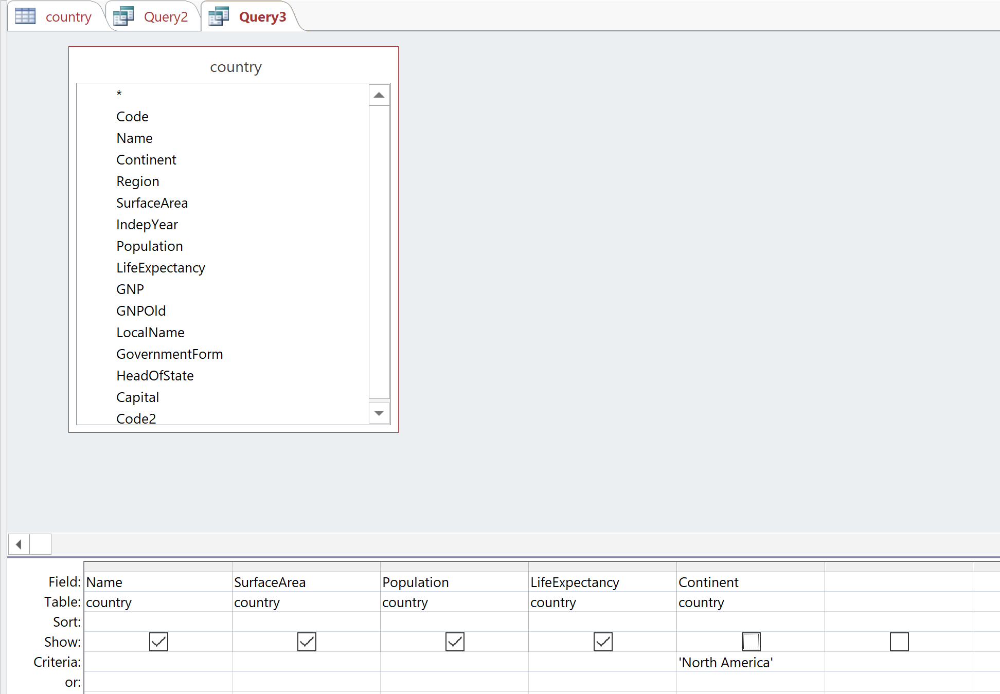 country Query2 Query3
country
*
Code
Name
Continent
Region
SurfaceArea
IndepYear
Population
LifeExpectancy
GNP
GNPOld
LocalName
GovernmentForm
HeadOfState
Capital
Code2
Field: Name SurfaceArea Population LifeExpectancy Continent
Table: country country country country country
Sort:
Show:
Criteria: 'North America'
or: